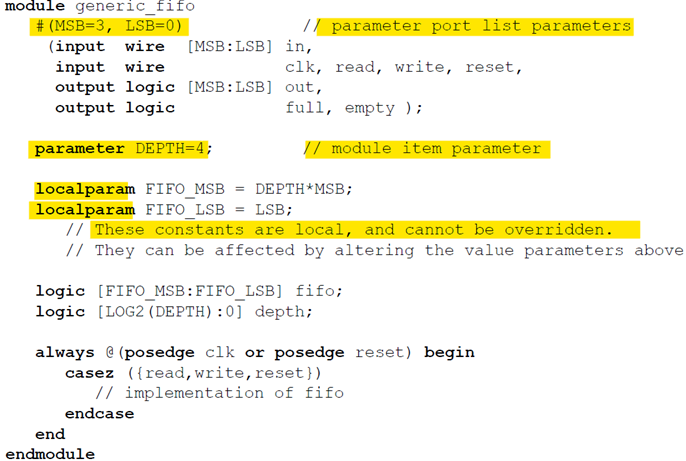 module generic_fifo
#(MSB=3, LSB=0) // parameter port list parameters
(input wire [MSB:LSB] in,
input wire clk, read, write, reset,
output logic [MSB:LSB] out,
output logic full, empty );
parameter DEPTH=4; // module item parameter
localparam FIFO_MSB = DEPTH*MSB;
localparam FIFO_LSB = LSB;
// These constants are local, and cannot be overridden.
// They can be affected by altering the value parameters above
logic [FIFO_MSB:FIFO_LSB] fifo;
logic [LOG2(DEPTH):0] depth;
always @(posedge clk or posedge reset) begin
casez ({read,write,reset})
// implementation of fifo
endcase
end
endmodule